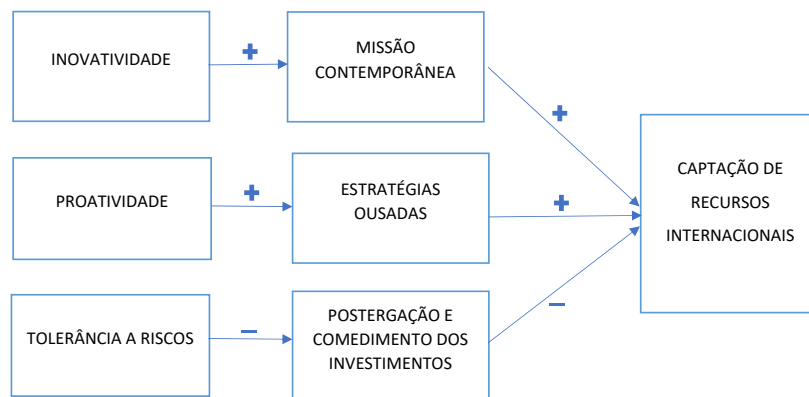 INOVATIVIDADE
+
MISSÃO
CONTEMPORÂNEA
+
PROATIVIDADE
+
ESTRATÉGIAS
OUSADAS
+
CAPTAÇÃO DE
RECURSOS
INTERNACIONAIS
TOLERÂNCIA A RISCOS
−
POSTERGAÇÃO E
COMEDIMENTO DOS
INVESTIMENTOS
−